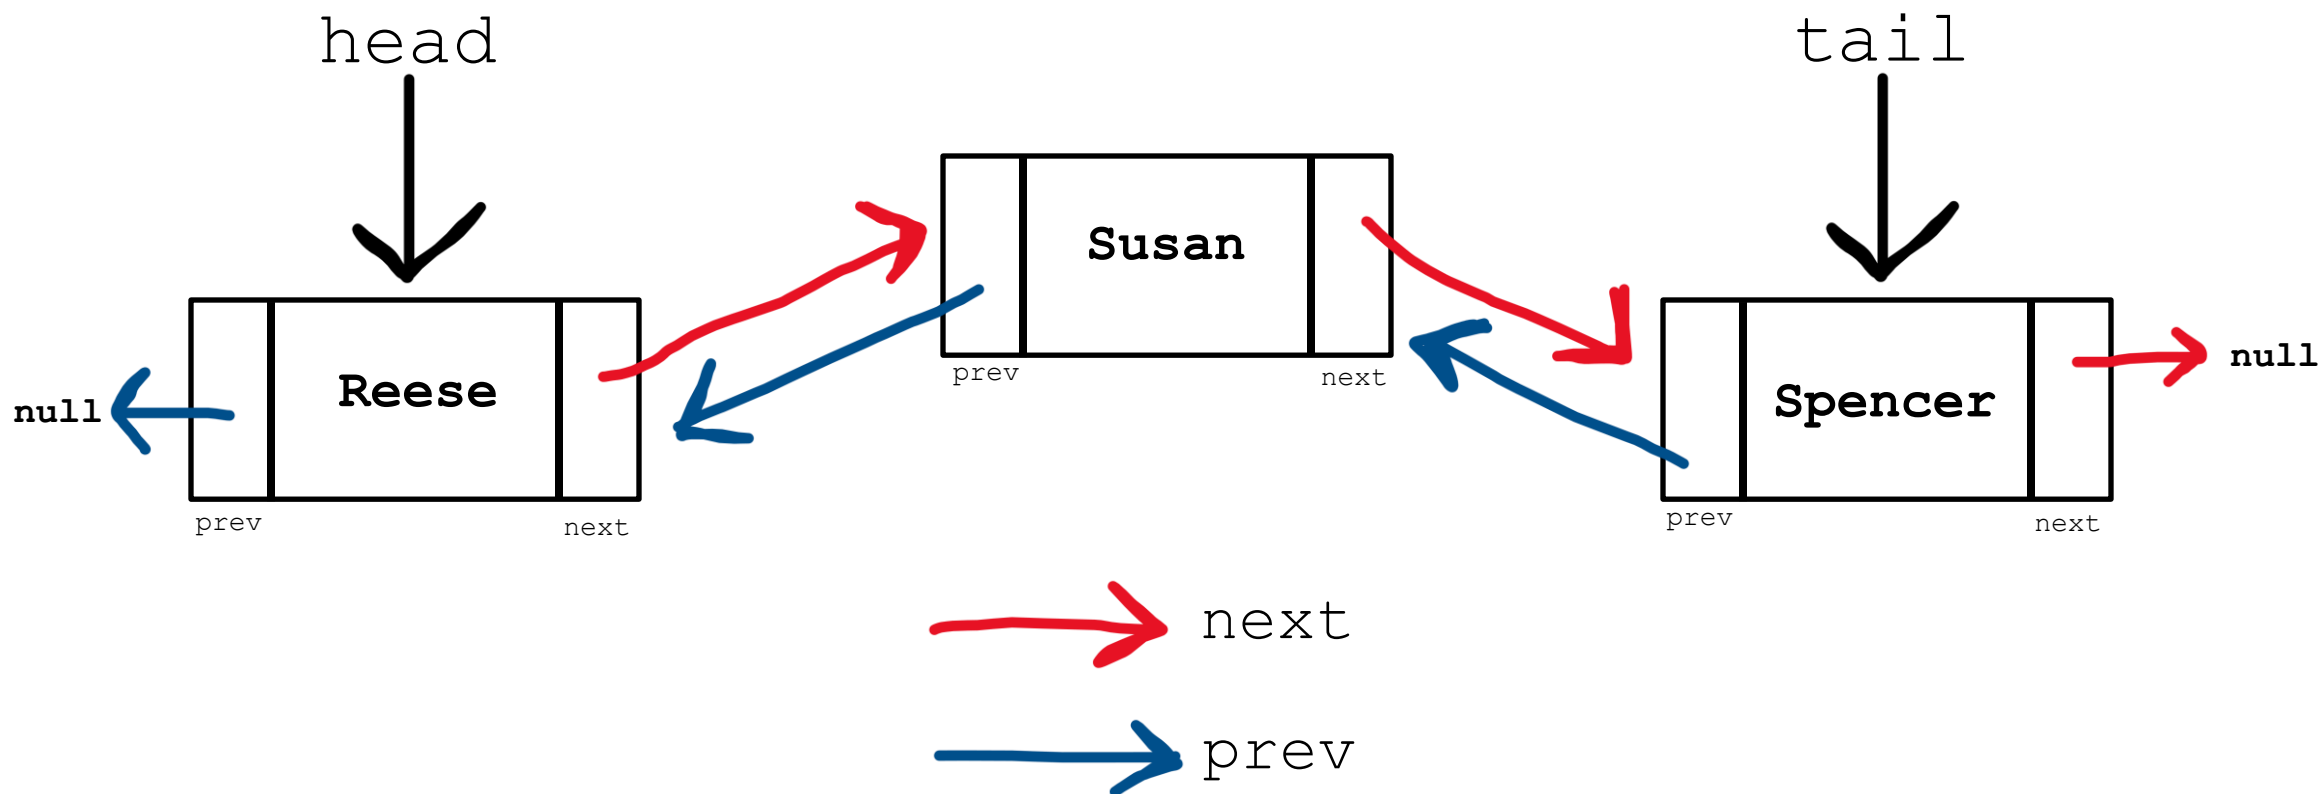 head
tail
Susan
prev
next
Reese
Spencer
null
null
prev
next
prev
next
next
prev